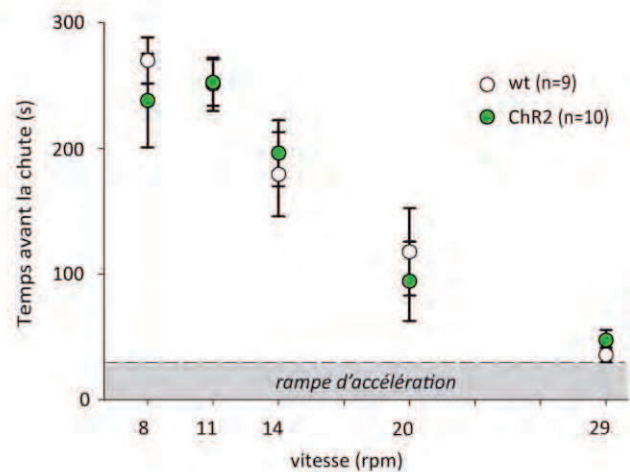 300
200
100
0
Temps avant la chute (s)
wt (n=9)
ChR2 (n=10)
rampe d'accélération
8 11 14 20 29
vitesse (rpm)